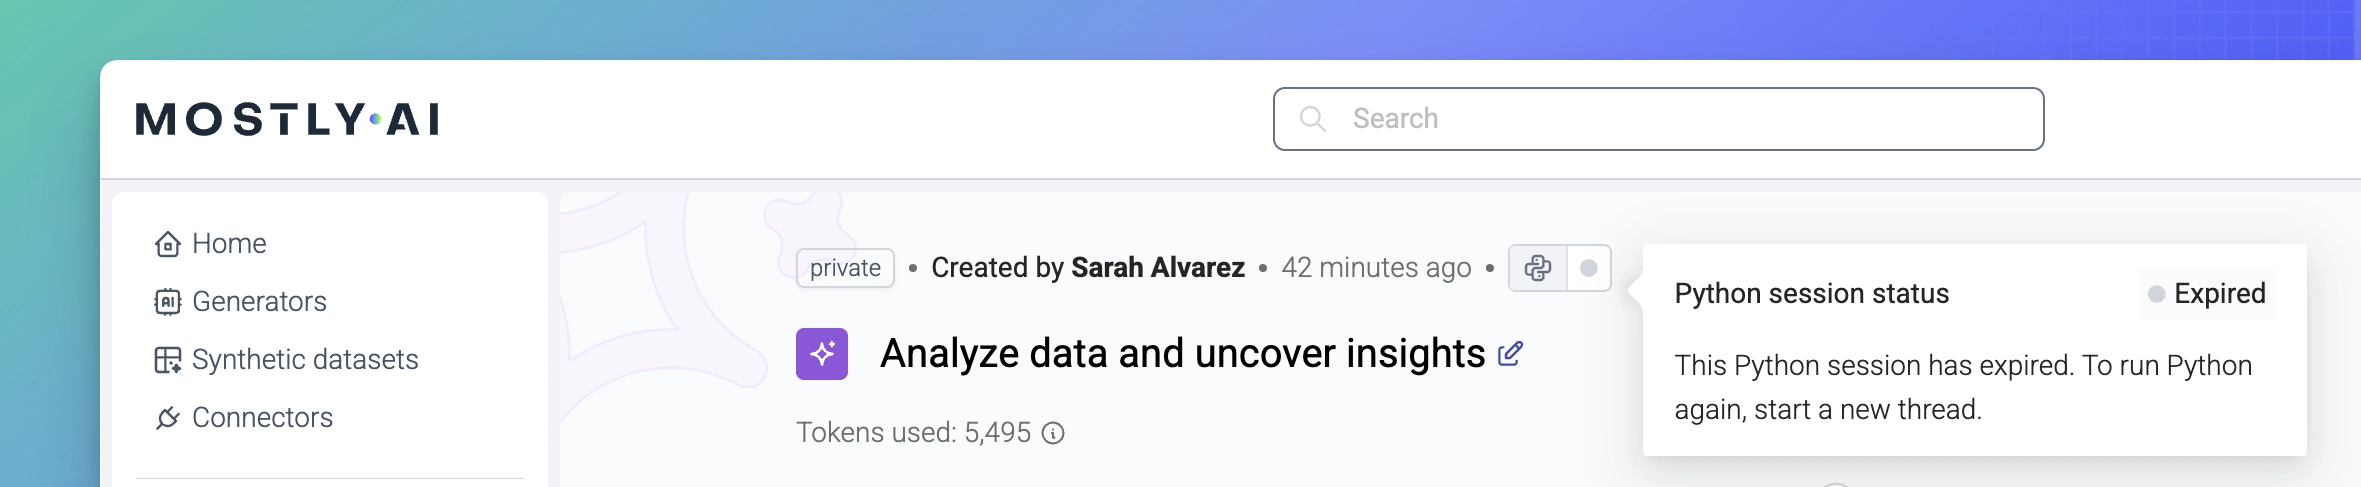 MOSTLY·AI
Search
Home
Generators
Synthetic datasets
Connectors
private • Created by Sarah Alvarez • 42 minutes ago •
Analyze data and uncover insights
Tokens used: 5,495
Python session status
Expired
This Python session has expired. To run Python
again, start a new thread.